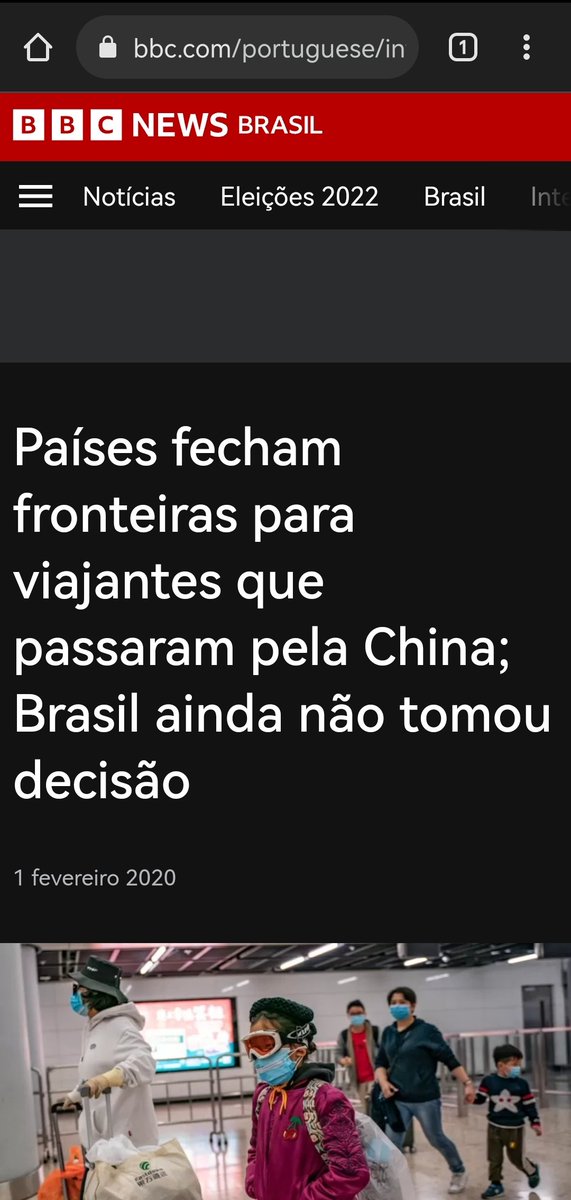 bbc.com/portuguese/in
1
BBC NEWS BRASIL
Notícias Eleições 2022 Brasil Inte
Países fecham
fronteiras para
viajantes que
passaram pela China;
Brasil ainda não tomou
decisão
1 fevereiro 2020